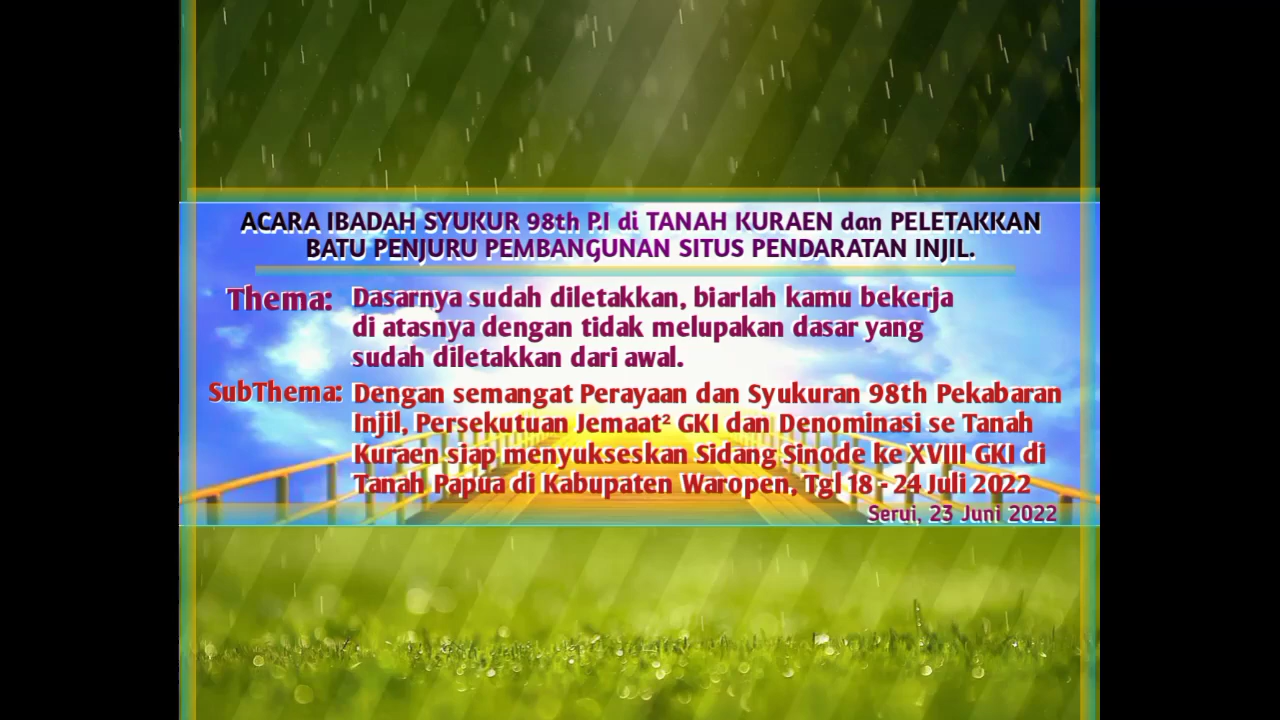 ACARA IBADAH SYUKUR 98th P.I di TANAH KURAEN dan PELETAKKAN
BATU PENJURU PEMBANGUNAN SITUS PENDARATAN INJIL.
Thema: Dasarnya sudah diletakkan, biarlah kamu bekerja
di atasnya dengan tidak melupakan dasar yang
sudah diletakkan dari awal.
SubThema: Dengan semangat Perayaan dan Syukuran 98th Pekabaran
Injil, Persekutuan Jemaat² GKI dan Denominasi se Tanah
Kuraen siap menyukseskan Sidang Sinode ke XVIII GKI di
Tanah Papua di Kabupaten Waropen, Tgl 18 - 24 Juli 2022
Serui, 23 Juni 2022